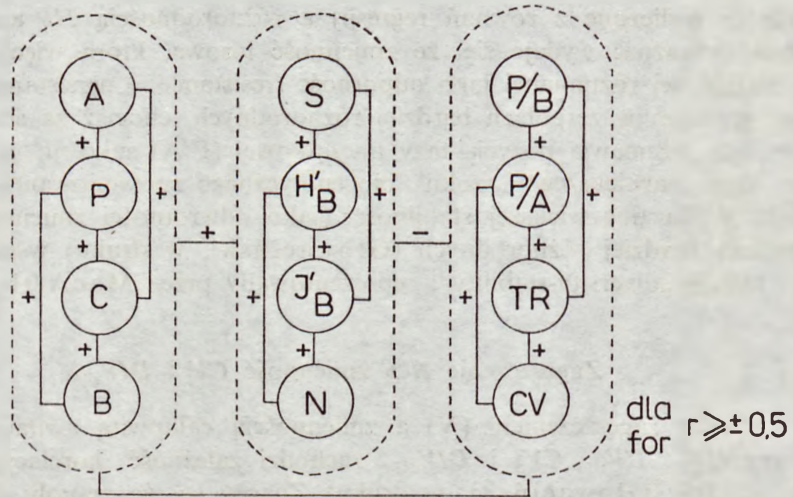 A
+
P
+
+
C
+
+
B
+
S
+
H'B
+
+
J'B
+
+
N
−
P/B
+
P/A
+
+
TR
+
+
CV
dla
for r ⩾ ± 0,5